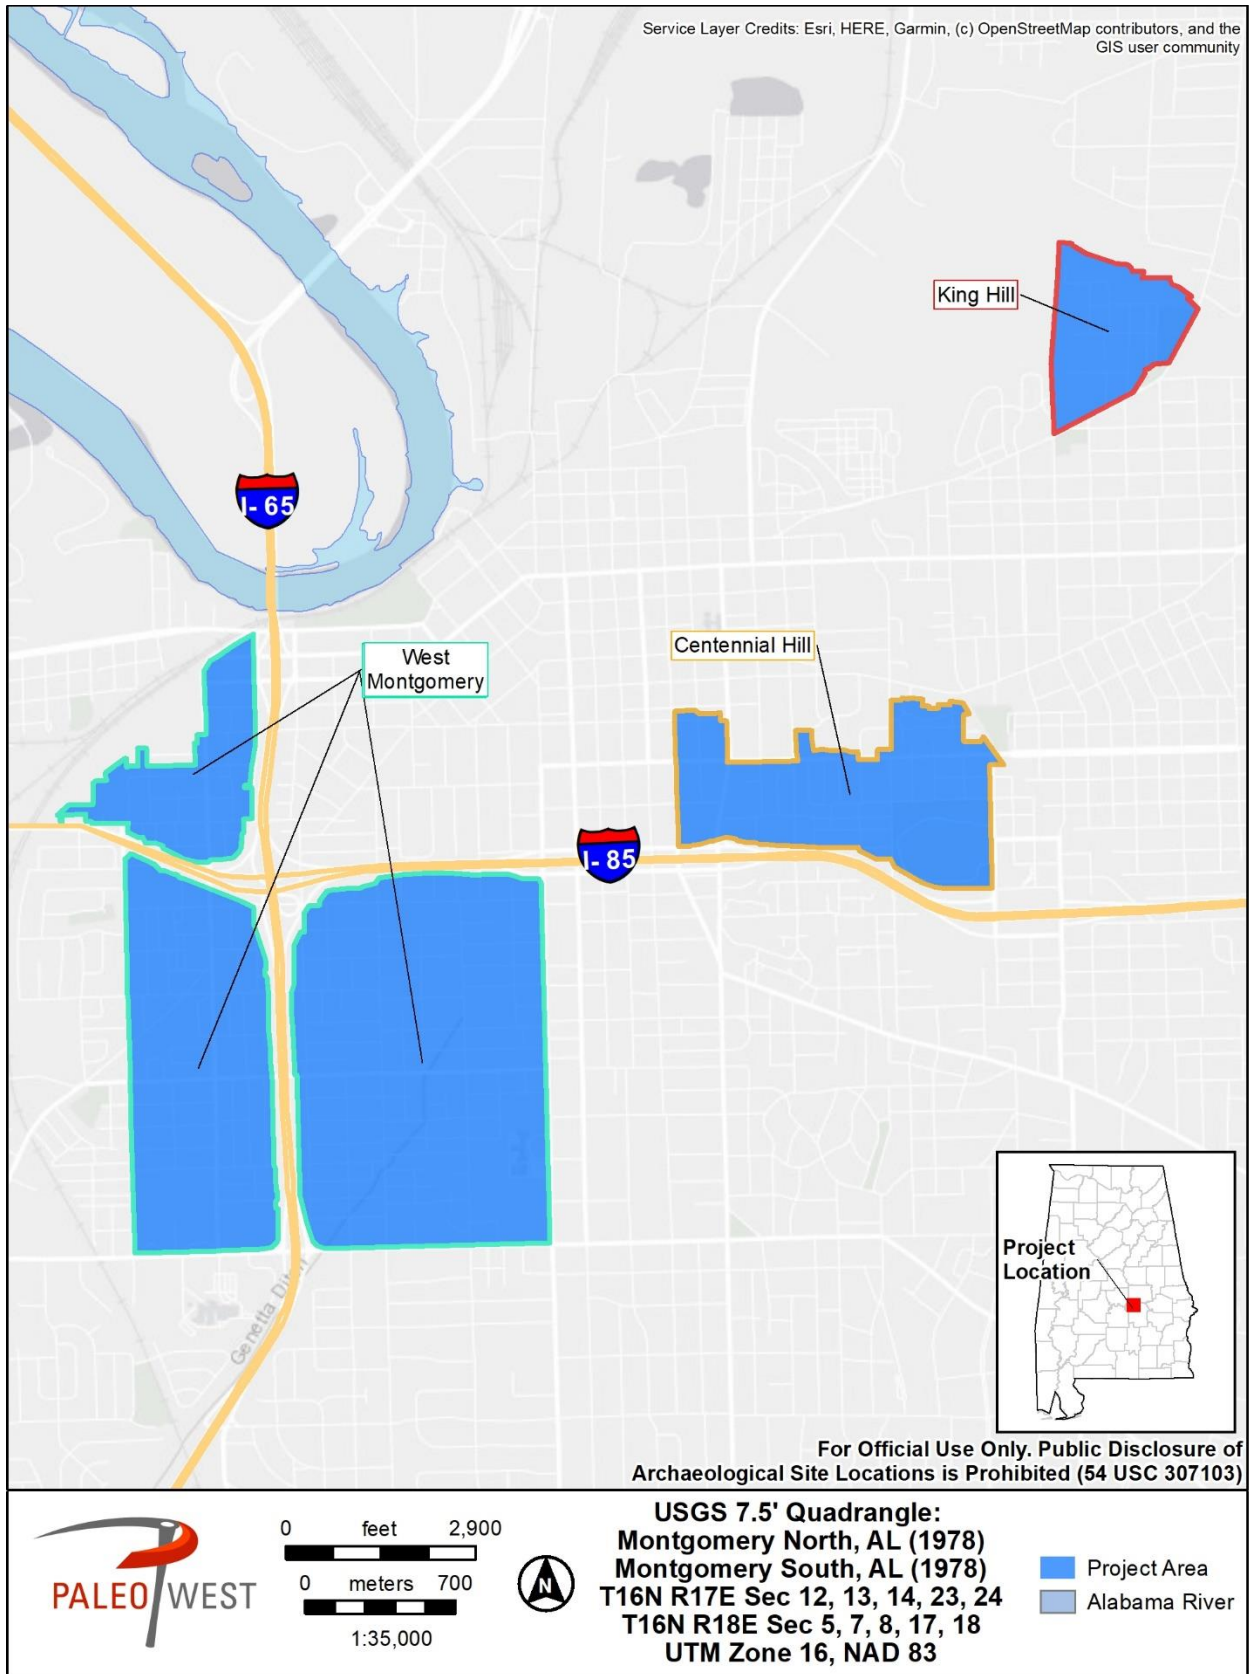 Service Layer Credits: Esri, HERE, Garmin, (c) OpenStreetMap contributors, and the
GIS user community
King Hill
I- 65
West
Montgomery
Centennial Hill
I- 85
Genetta Ditch
Project
Location
For Official Use Only. Public Disclosure of
Archaeological Site Locations is Prohibited (54 USC 307103)
PALEO WEST
0 feet 2,900
0 meters 700
1:35,000
N
USGS 7.5' Quadrangle:
Montgomery North, AL (1978)
Montgomery South, AL (1978)
T16N R17E Sec 12, 13, 14, 23, 24
T16N R18E Sec 5, 7, 8, 17, 18
UTM Zone 16, NAD 83
Project Area
Alabama River